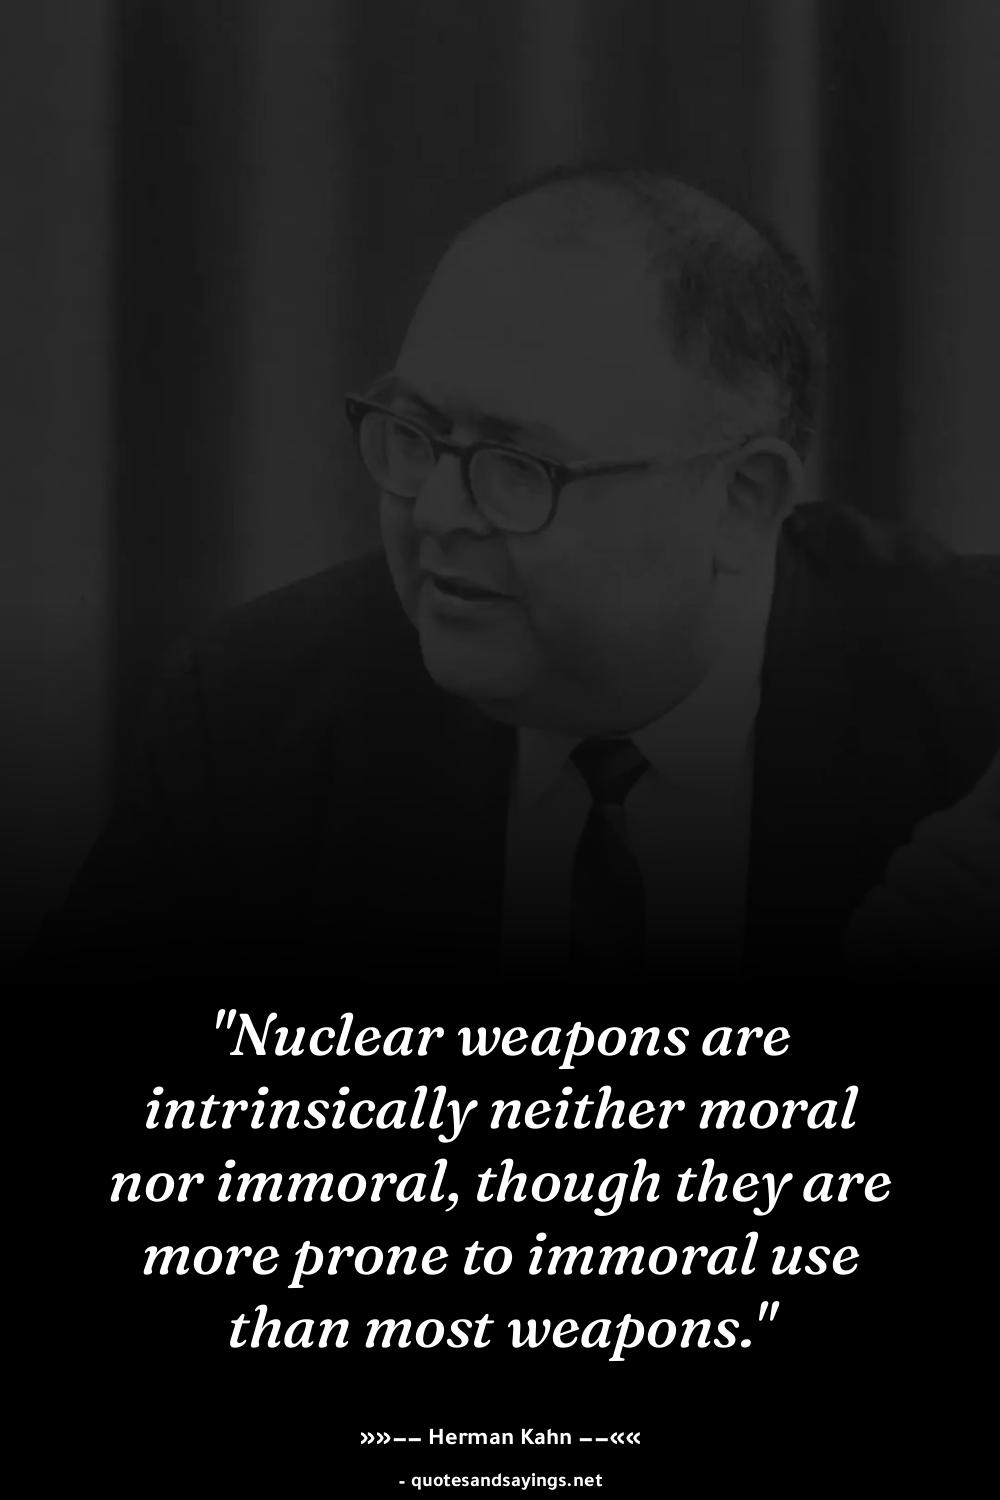 "Nuclear weapons are
intrinsically neither moral
nor immoral, though they are
more prone to immoral use
than most weapons."
»»−− Herman Kahn −−««
- quotesandsayings.net